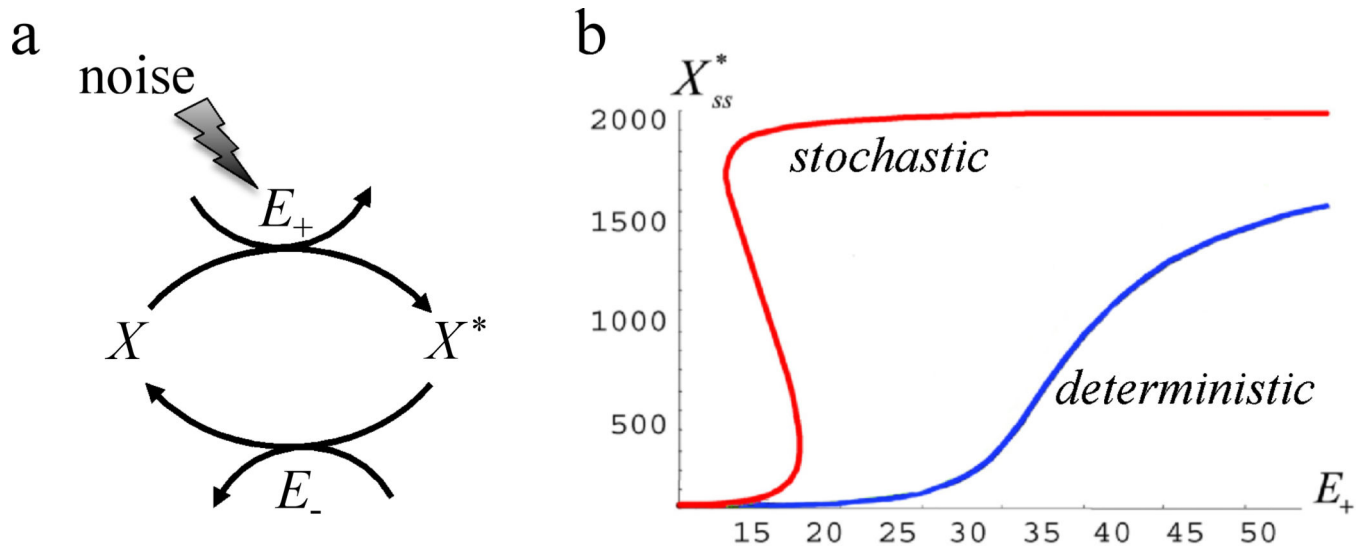 a
noise
E₊
X
X*
E₋
b
X*ss
2000
1500
1000
500
stochastic
deterministic
E₊
15 20 25 30 35 40 45 50